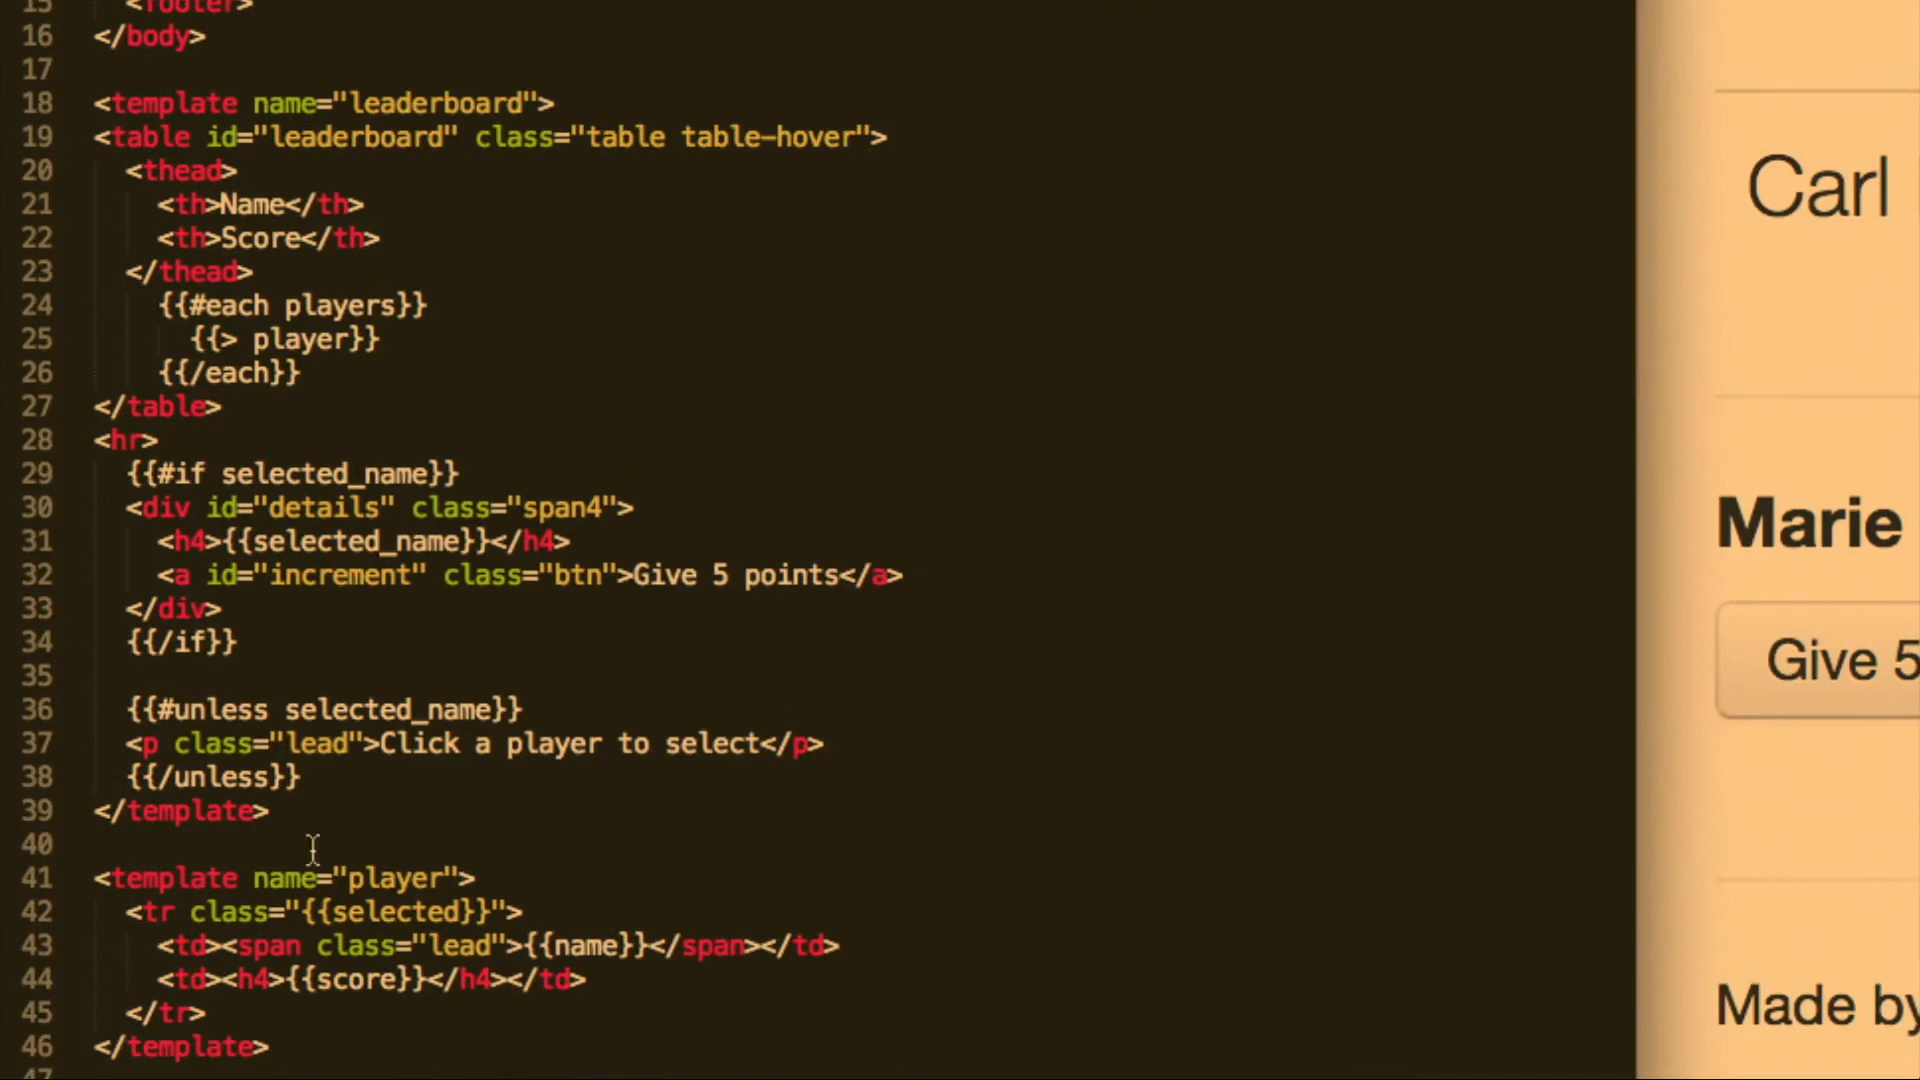 15 <footer>
16 </body>
17
18 <template name="leaderboard">
19 <table id="leaderboard" class="table table-hover">
20 <thead>
21 <th>Name</th>
22 <th>Score</th>
23 </thead>
24 {{#each players}}
25 {{> player}}
26 {{/each}}
27 </table>
28 <hr>
29 {{#if selected_name}}
30 <div id="details" class="span4">
31 <h4>{{selected_name}}</h4>
32 <a id="increment" class="btn">Give 5 points</a>
33 </div>
34 {{/if}}
35
36 {{#unless selected_name}}
37 <p class="lead">Click a player to select</p>
38 {{/unless}}
39 </template>
40
41 <template name="player">
42 <tr class="{{selected}}">
43 <td><span class="lead">{{name}}</span></td>
44 <td><h4>{{score}}</h4></td>
45 </tr>
46 </template>
47
Carl
Marie
Give 5
Made by